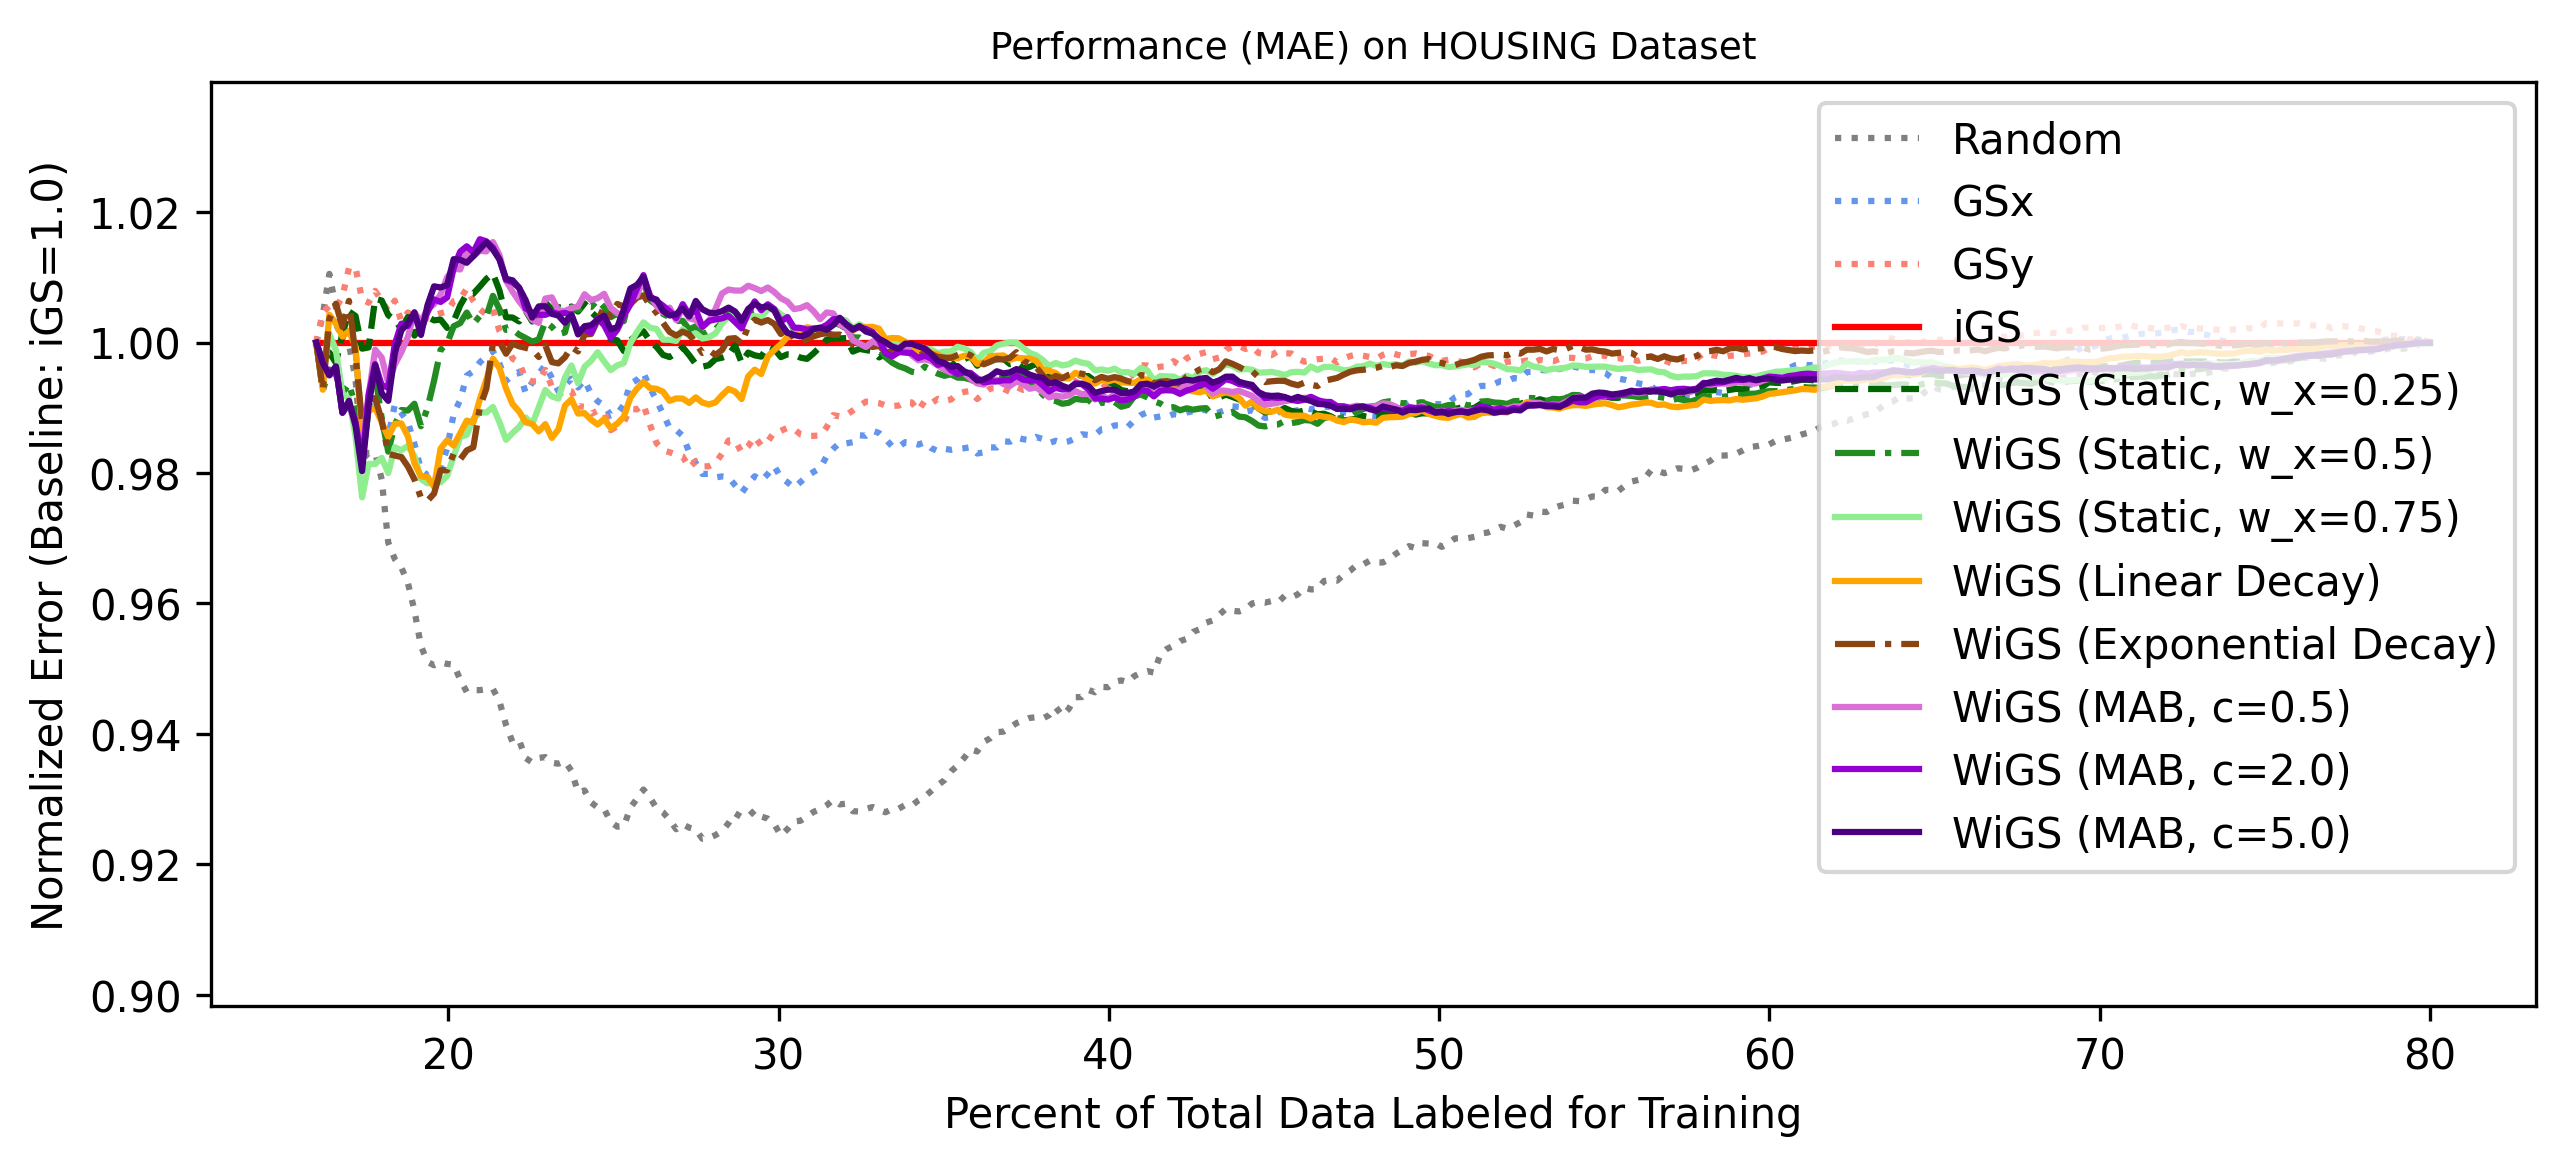 Performance (MAE) on HOUSING Dataset
Normalized Error (Baseline: iGS=1.0)
1.02
1.00
0.98
0.96
0.94
0.92
0.90
20 30 40 50 60 70 80
Percent of Total Data Labeled for Training
Random
GSx
GSy
iGS
WiGS (Static, w_x=0.25)
WiGS (Static, w_x=0.5)
WiGS (Static, w_x=0.75)
WiGS (Linear Decay)
WiGS (Exponential Decay)
WiGS (MAB, c=0.5)
WiGS (MAB, c=2.0)
WiGS (MAB, c=5.0)